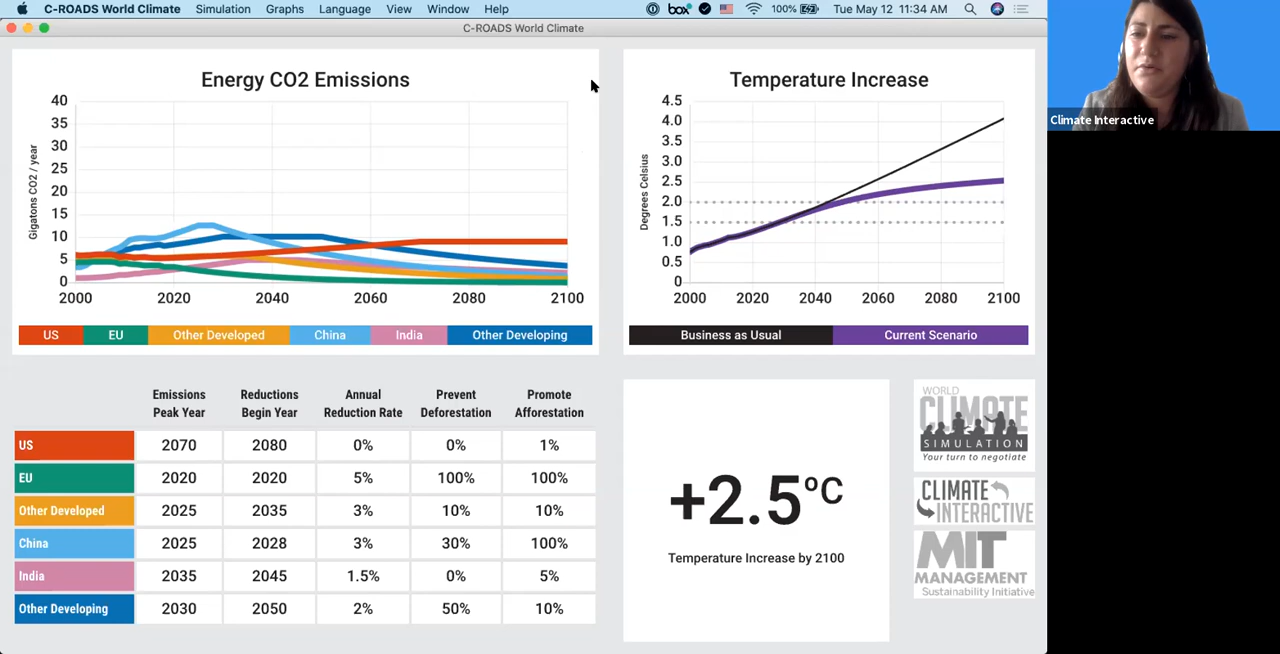 C-ROADS World Climate Simulation Graphs Language View Window Help box 100% Tue May 12 11:34 AM
C-ROADS World Climate
Climate Interactive
Energy CO2 Emissions
Gigatons CO2 / year
40
35
30
25
20
15
10
5
0
2000 2020 2040 2060 2080 2100
US EU Other Developed China India Other Developing
Temperature Increase
Degrees Celsius
4.5
4.0
3.5
3.0
2.5
2.0
1.5
1.0
0.5
0
2000 2020 2040 2060 2080 2100
Business as Usual Current Scenario
Emissions Reductions Annual Prevent Promote
Peak Year Begin Year Reduction Rate Deforestation Afforestation
US 2070 2080 0% 0% 1%
EU 2020 2020 5% 100% 100%
Other Developed 2025 2035 3% 10% 10%
China 2025 2028 3% 30% 100%
India 2035 2045 1.5% 0% 5%
Other Developing 2030 2050 2% 50% 10%
+2.5°C
Temperature Increase by 2100
WORLD
CLIMATE
SIMULATION
Your turn to negotiate
CLIMATE
INTERACTIVE
MIT
MANAGEMENT
Sustainability Initiative